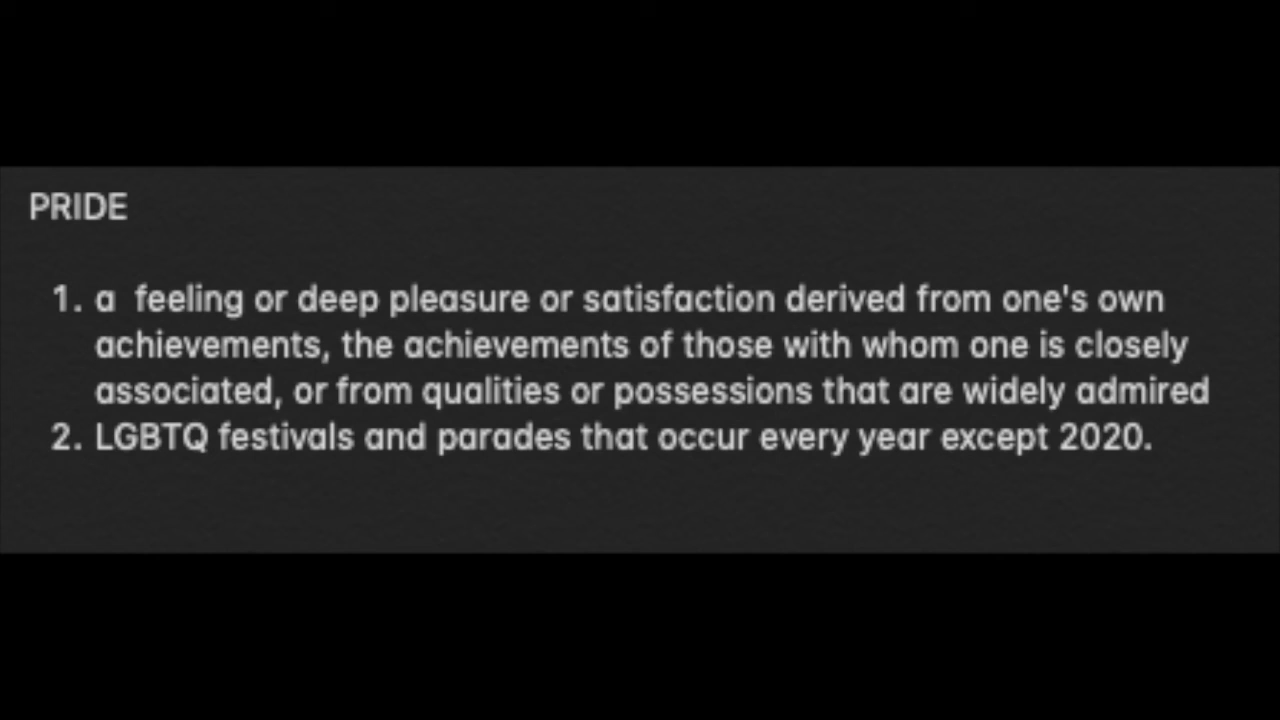 PRIDE
1. a  feeling or deep pleasure or satisfaction derived from one's own
achievements, the achievements of those with whom one is closely
associated, or from qualities or possessions that are widely admired
2. LGBTQ festivals and parades that occur every year except 2020.